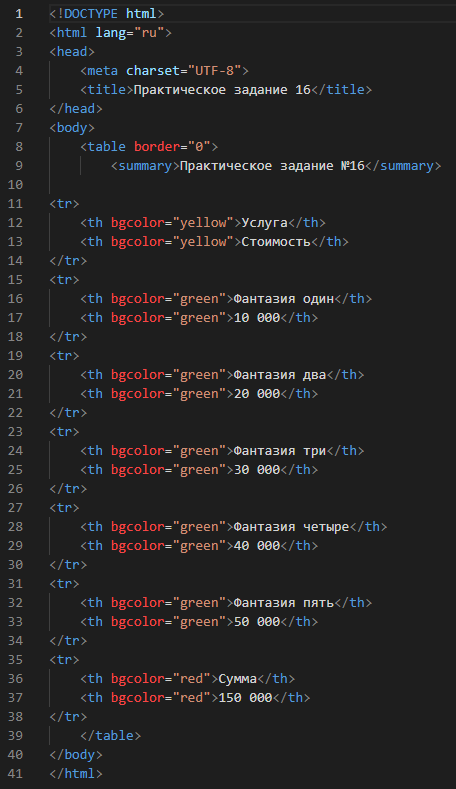 1 <!DOCTYPE html>
2 <html lang="ru">
3 <head>
4     <meta charset="UTF-8">
5     <title>Практическое задание 16</title>
6 </head>
7 <body>
8     <table border="0">
9         <summary>Практическое задание №16</summary>
10
11 <tr>
12     <th bgcolor="yellow">Услуга</th>
13     <th bgcolor="yellow">Стоимость</th>
14 </tr>
15 <tr>
16     <th bgcolor="green">Фантазия один</th>
17     <th bgcolor="green">10 000</th>
18 </tr>
19 <tr>
20     <th bgcolor="green">Фантазия два</th>
21     <th bgcolor="green">20 000</th>
22 </tr>
23 <tr>
24     <th bgcolor="green">Фантазия три</th>
25     <th bgcolor="green">30 000</th>
26 </tr>
27 <tr>
28     <th bgcolor="green">Фантазия четыре</th>
29     <th bgcolor="green">40 000</th>
30 </tr>
31 <tr>
32     <th bgcolor="green">Фантазия пять</th>
33     <th bgcolor="green">50 000</th>
34 </tr>
35 <tr>
36     <th bgcolor="red">Сумма</th>
37     <th bgcolor="red">150 000</th>
38 </tr>
39     </table>
40 </body>
41 </html>